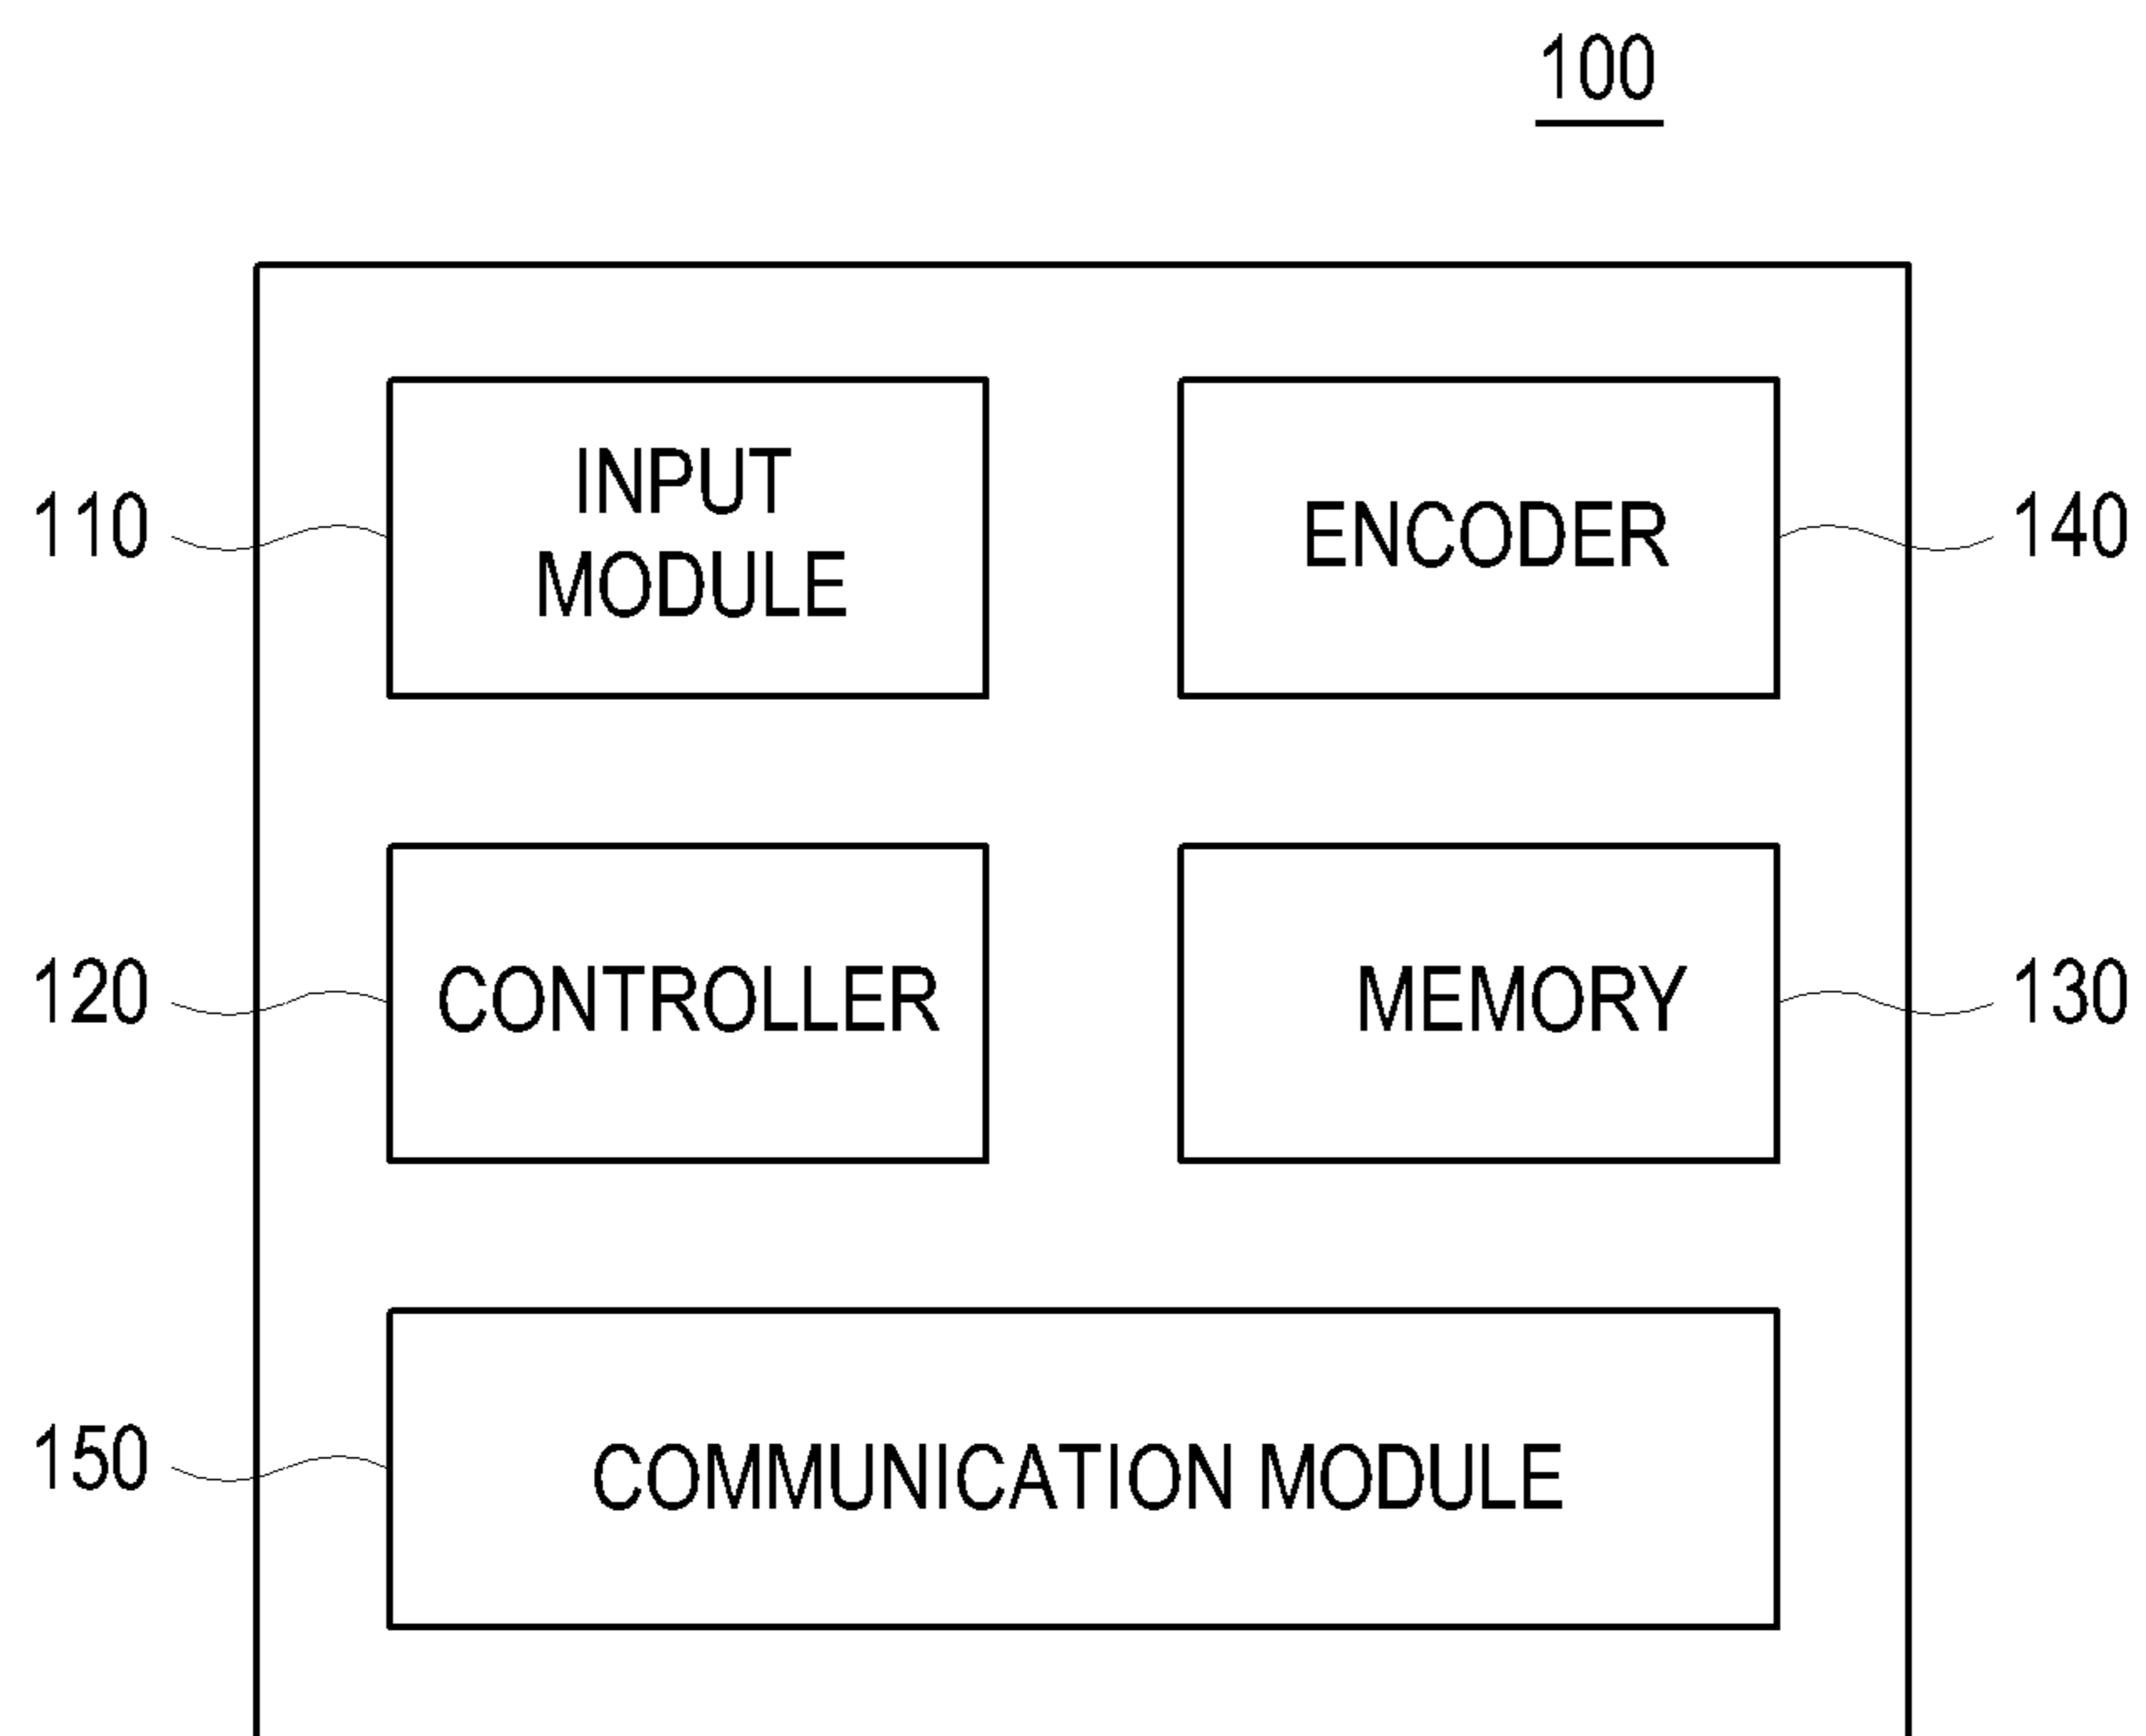 100
110
INPUT
MODULE
ENCODER
140
120
CONTROLLER
MEMORY
130
150
COMMUNICATION MODULE